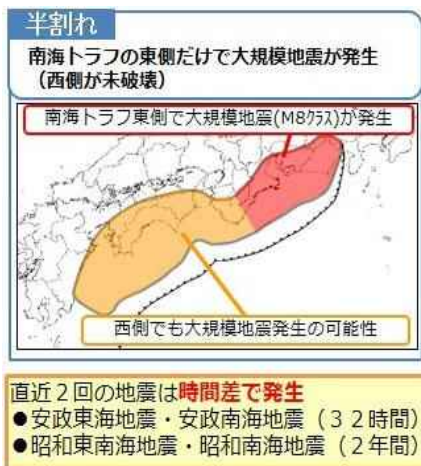 半割れ
南海トラフの東側だけで大規模地震が発生
（西側が未破壊）
南海トラフ東側で大規模地震(M8クラス)が発生
西側でも大規模地震発生の可能性
直近２回の地震は時間差で発生
●安政東海地震・安政南海地震（３２時間）
●昭和東南海地震・昭和南海地震（２年間）